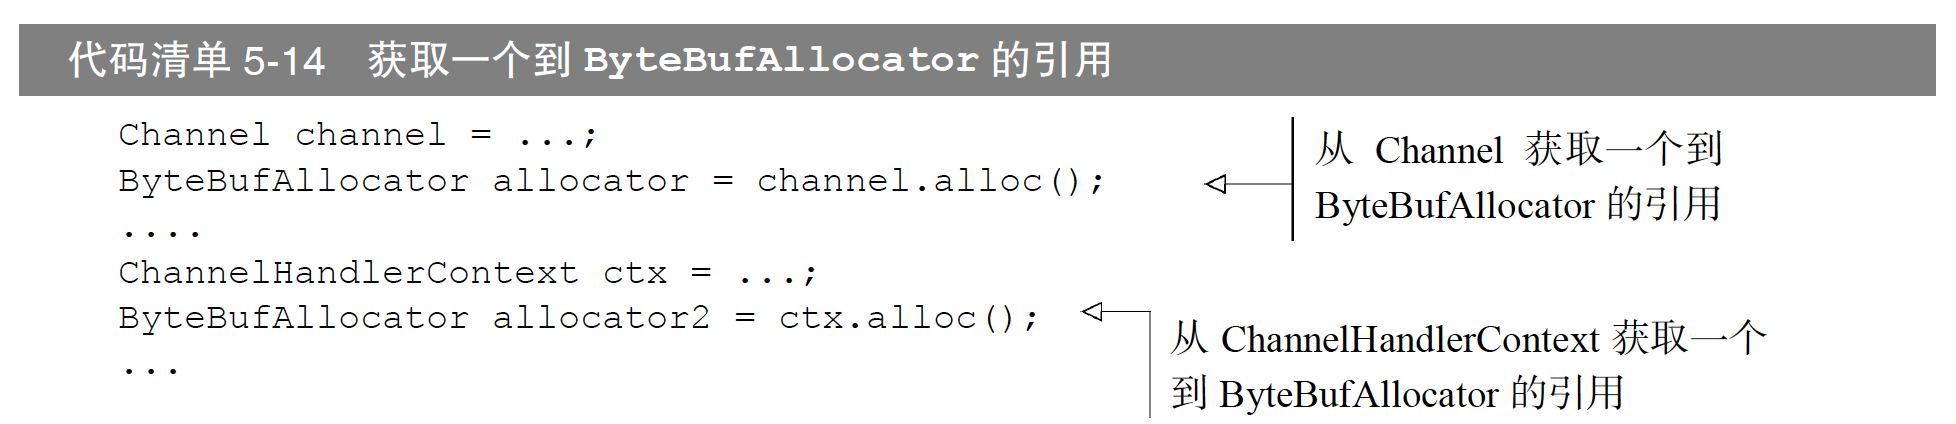 代码清单 5-14 获取一个到 ByteBufAllocator 的引用
Channel channel = ...;
ByteBufAllocator allocator = channel.alloc();
....
ChannelHandlerContext ctx = ...;
ByteBufAllocator allocator2 = ctx.alloc();
...
从 Channel 获取一个到
ByteBufAllocator 的引用
从 ChannelHandlerContext 获取一个
到 ByteBufAllocator 的引用